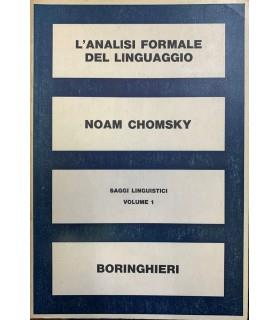 L'ANALISI FORMALE
DEL LINGUAGGIO
NOAM CHOMSKY
SAGGI LINGUISTICI
VOLUME 1
BORINGHIERI